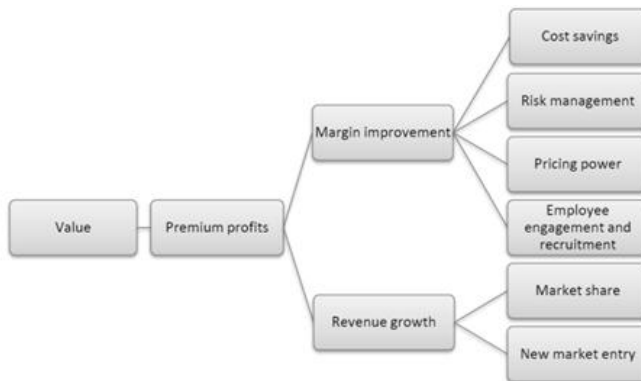 Cost savings
Risk management
Margin improvement
Pricing power
Value
Premium profits
Employee
engagement and
recruitment
Market share
Revenue growth
New market entry